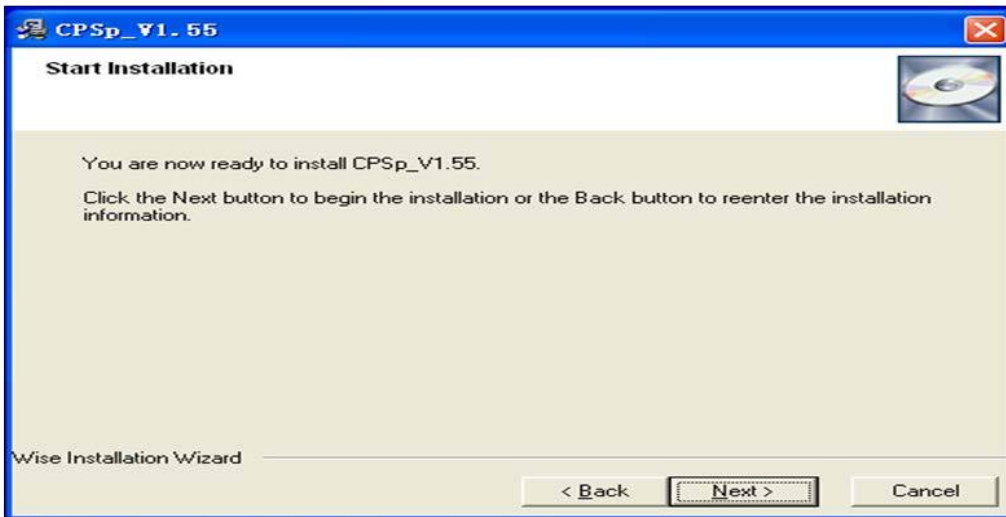 CPSp_V1.55
Start Installation
You are now ready to install CPSp_V1.55.
Click the Next button to begin the installation or the Back button to reenter the installation
information.
Wise Installation Wizard
< Back
Next >
Cancel